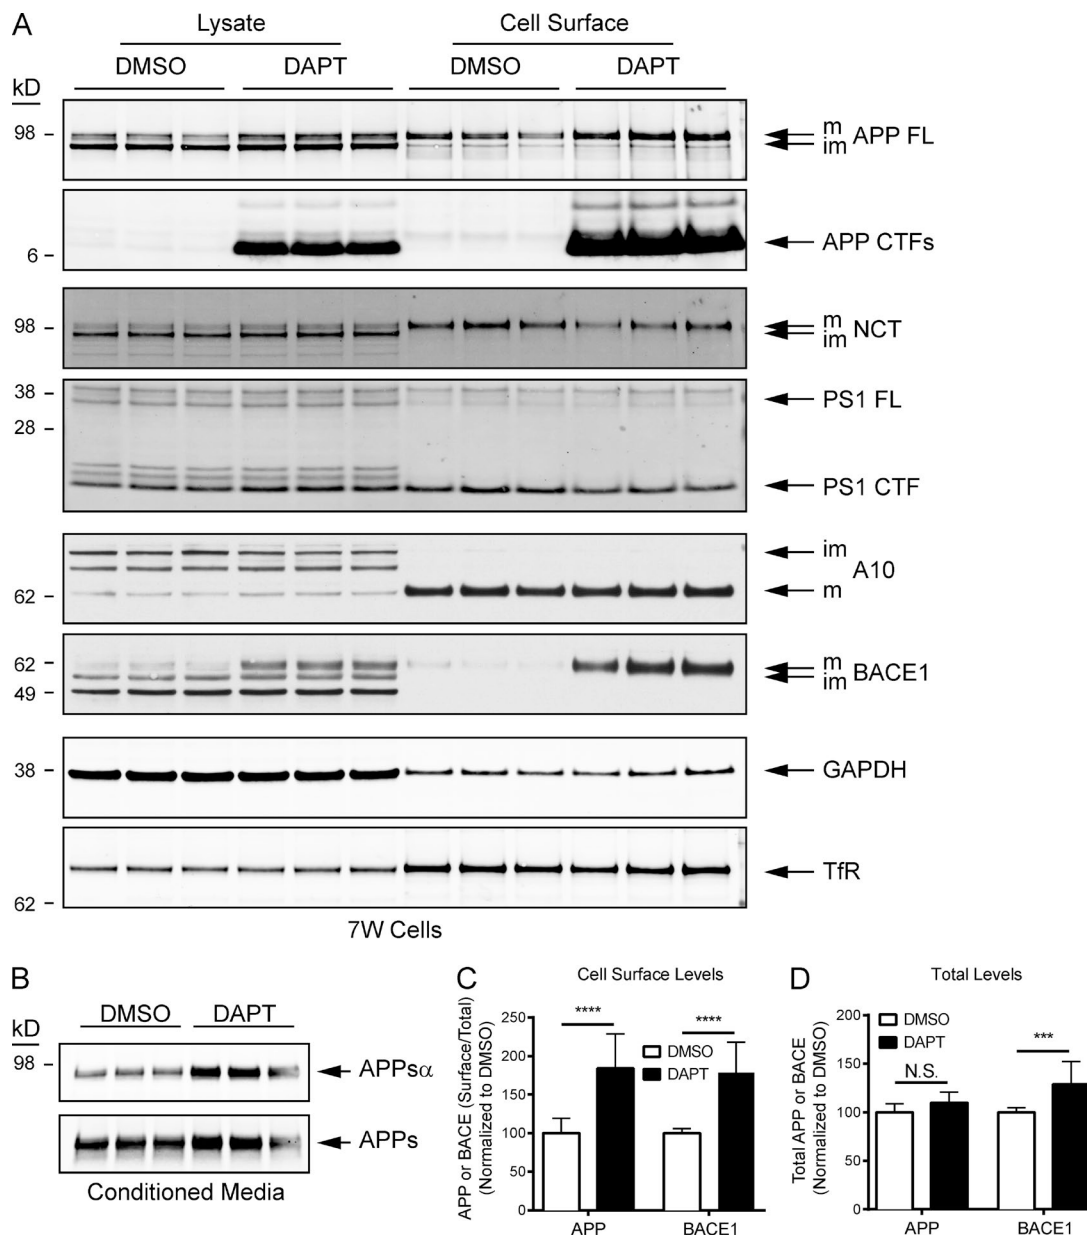 A
Lysate Cell Surface
DMSO DAPT DMSO DAPT
kD
98 –
m
im
APP FL
APP CTFs
6 –
98 –
m
im
NCT
38 –
PS1 FL
28 –
PS1 CTF
im
A10
62 –
m
62 –
m
im
BACE1
49 –
38 –
GAPDH
TfR
62 –
7W Cells
B
DMSO DAPT
kD
98 –
APPsα
APPs
Conditioned Media
C
Cell Surface Levels
APP or BACE (Surface/Total)
(Normalized to DMSO)
250
200
150
100
50
0
****
****
DMSO
DAPT
APP BACE1
D
Total Levels
Total APP or BACE
(Normalized to DMSO)
200
150
100
50
0
DMSO
DAPT
N.S.
***
APP BACE1